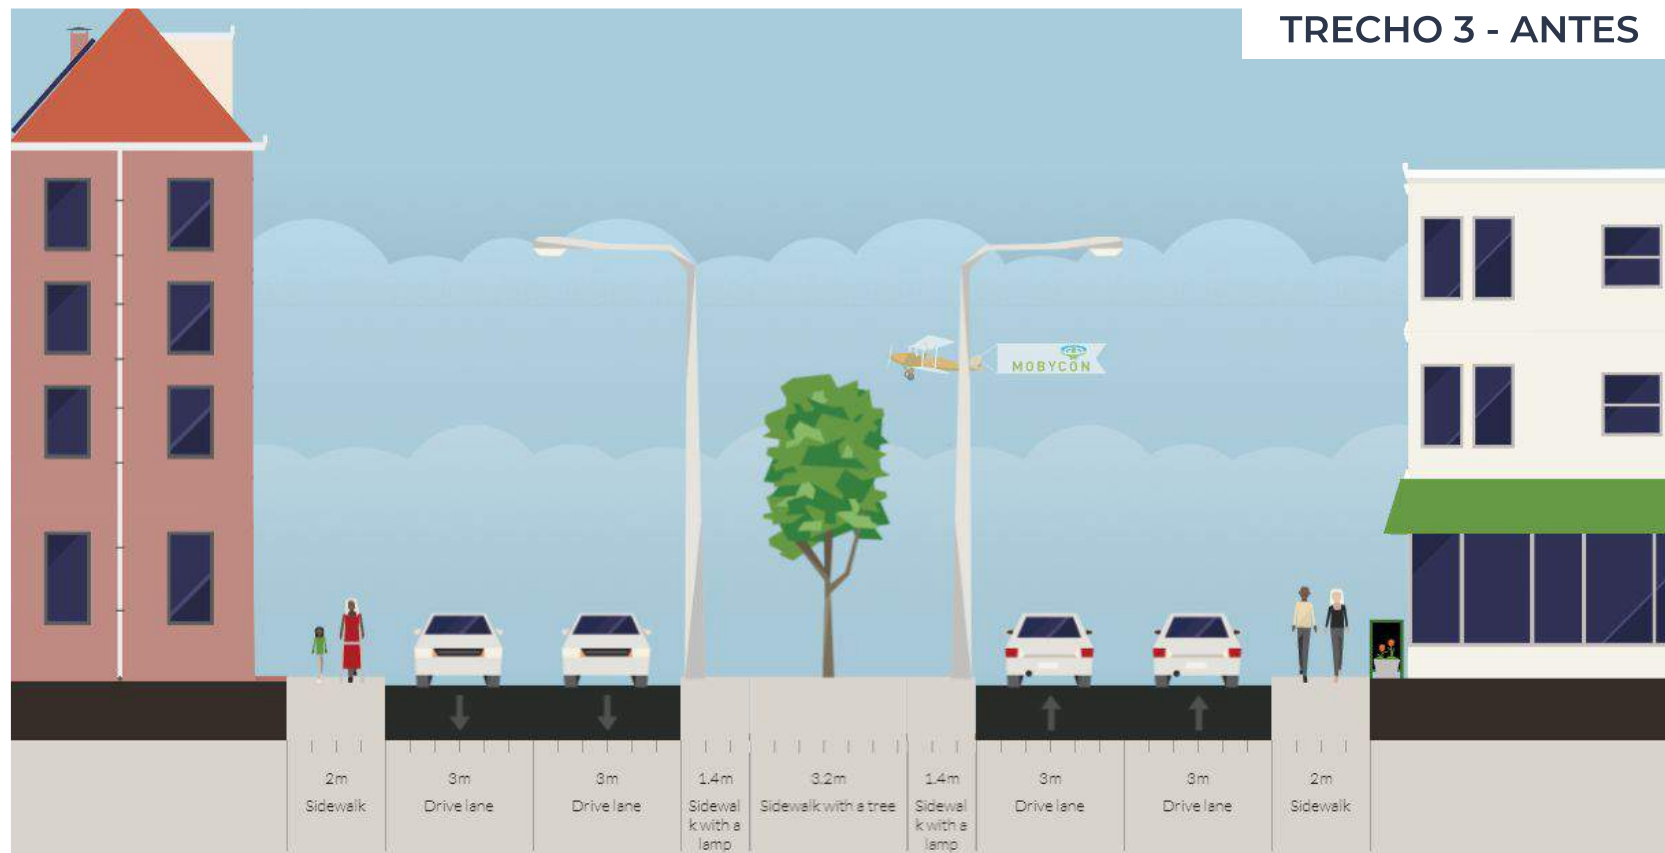 TRECHO 3 - ANTES
MOBYCON
2m
3m
3m
1.4m
3.2m
1.4m
3m
3m
2m
Sidewalk
Drive lane
Drive lane
Sidewal
k with a
lamp
Sidewalk with a tree
Sidewal
k with a
lamp
Drive lane
Drive lane
Sidewalk